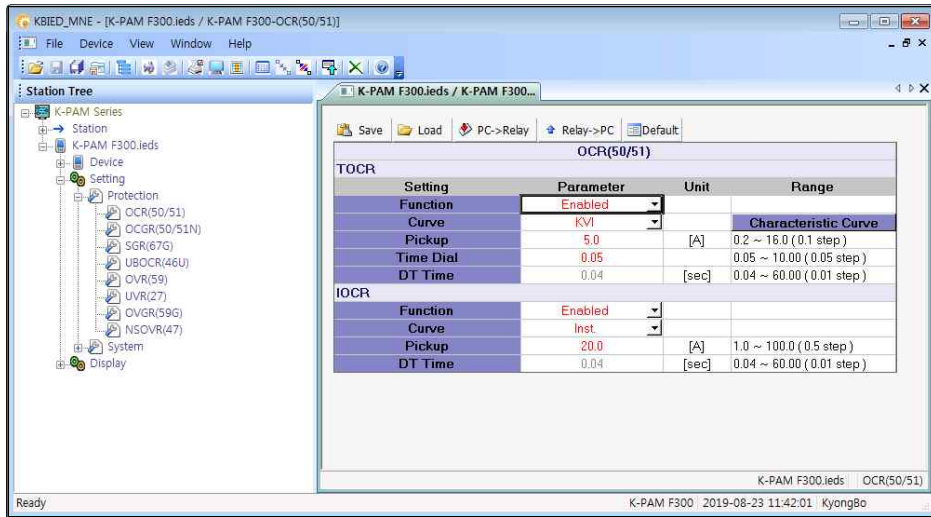 KBIED_MNE - [K-PAM F300.ieds / K-PAM F300-OCR(50/51)]
File Device View Window Help
Station Tree
K-PAM Series
Station
K-PAM F300.ieds
Device
Setting
Protection
OCR(50/51)
OCGR(50/51N)
SGR(67G)
UBOCR(46U)
OVR(59)
UVR(27)
OVGR(59G)
NSOVR(47)
System
Display
K-PAM F300.ieds / K-PAM F300...
Save Load PC->Relay Relay->PC Default
OCR(50/51)
TOCR
Setting Parameter Unit Range
Function Enabled
Curve KVI Characteristic Curve
Pickup 5.0 [A] 0.2 ~ 16.0 ( 0.1 step )
Time Dial 0.05 0.05 ~ 10.00 ( 0.05 step )
DT Time 0.04 [sec] 0.04 ~ 60.00 ( 0.01 step )
IOCR
Function Enabled
Curve Inst.
Pickup 20.0 [A] 1.0 ~ 100.0 ( 0.5 step )
DT Time 0.04 [sec] 0.04 ~ 60.00 ( 0.01 step )
K-PAM F300.ieds OCR(50/51)
Ready K-PAM F300 2019-08-23 11:42:01 KyongBo